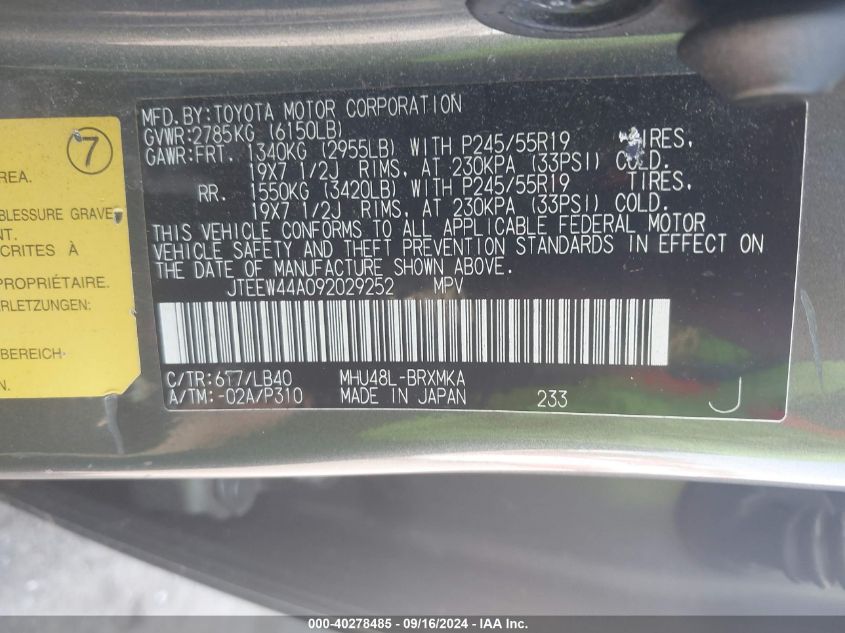 7
REA.
BLESSURE GRAVE
NT.
SCRITES À
PROPRIÉTAIRE.
ERLETZUNGEN.
BEREICH
MFD.BY:TOYOTA MOTOR CORPORATION
GVWR:2785KG (6150LB)
GAWR:FRT. 1340KG (2955LB) WITH P245/55R19 TIRES,
19X7 1/2J RIMS, AT 230KPA (33PSI) COLD.
RR. 1550KG (3420LB) WITH P245/55R19 TIRES,
19X7 1/2J RIMS, AT 230KPA (33PSI) COLD.
THIS VEHICLE CONFORMS TO ALL APPLICABLE FEDERAL MOTOR
VEHICLE SAFETY AND THEFT PREVENTION STANDARDS IN EFFECT ON
THE DATE OF MANUFACTURE SHOWN ABOVE.
JTEEW44A092029252 MPV
C/TR:6T7/LB40 MHU48L-BRXMKA
A/TM:-02A/P310 MADE IN JAPAN 233 J
000-40278485 - 09/16/2024 - IAA Inc.